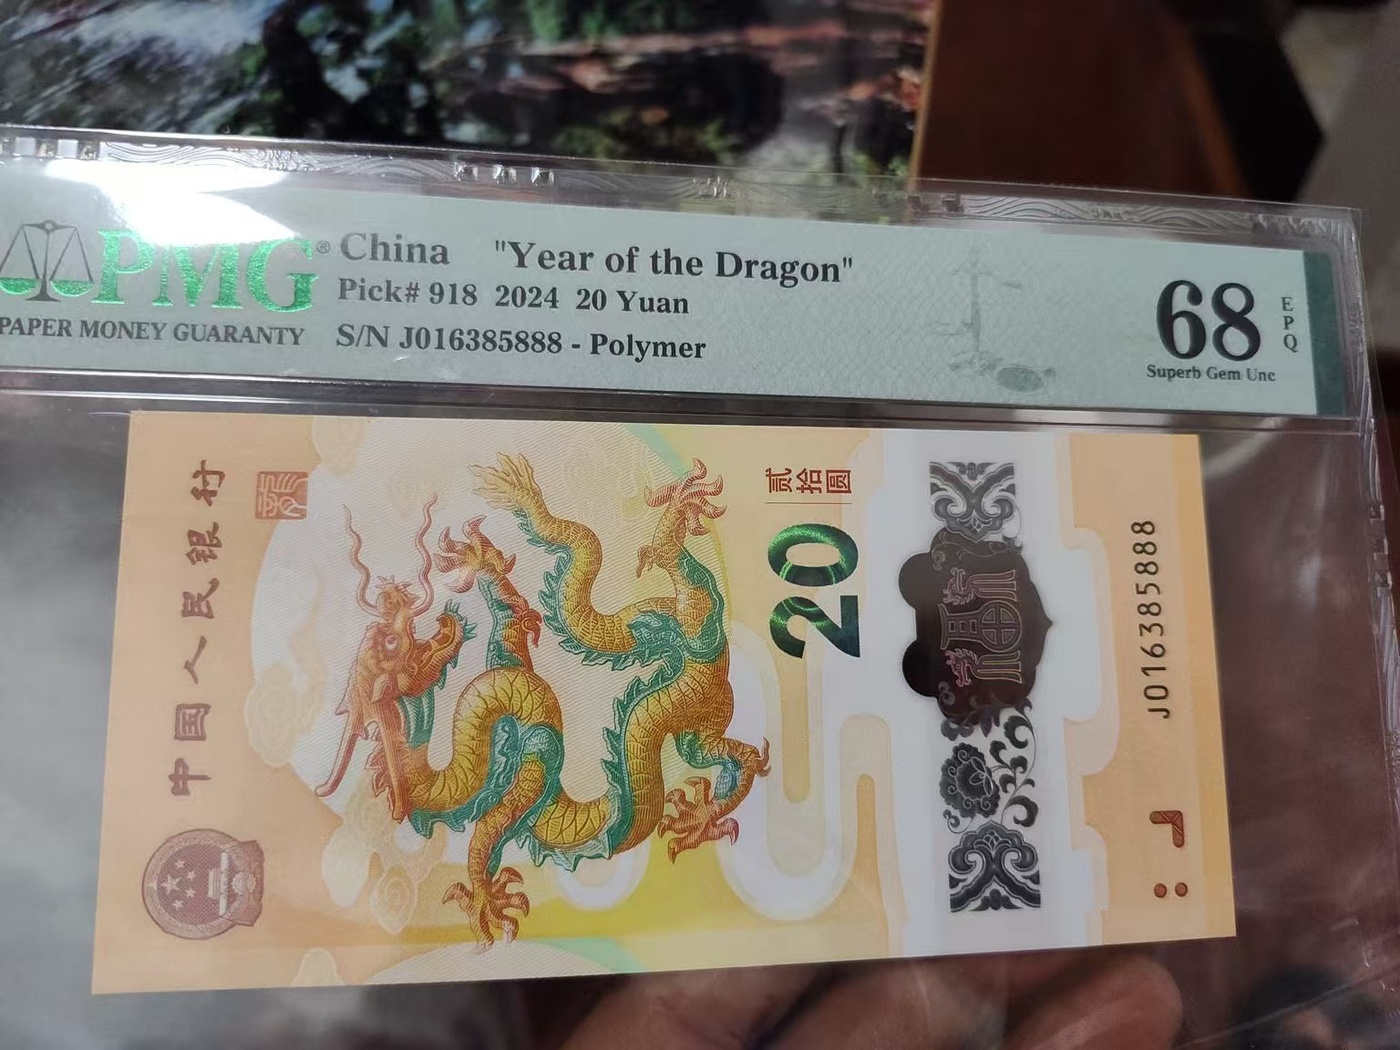 PMG®
PAPER MONEY GUARANTY
China "Year of the Dragon"
Pick# 918 2024 20 Yuan
S/N J016385888 - Polymer
68
EPQ
Superb Gem Unc
中国人民银行
贰拾圆
20
J016385888